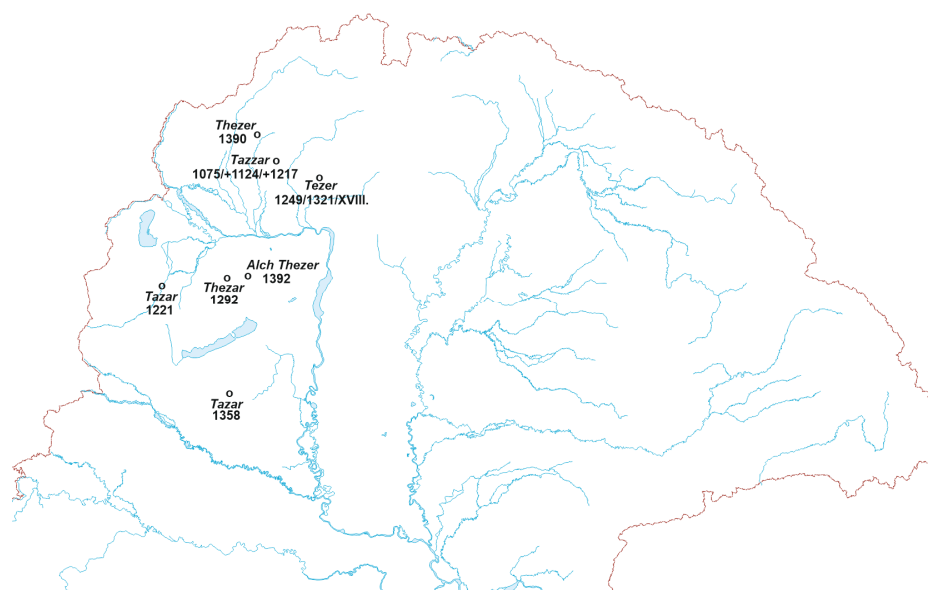 Thezer
1390
Tazzar
1075/+1124/+1217
Tezer
1249/1321/XVIII.
Alch Thezer
1392
Thezar
1292
Tazar
1221
Tazar
1358